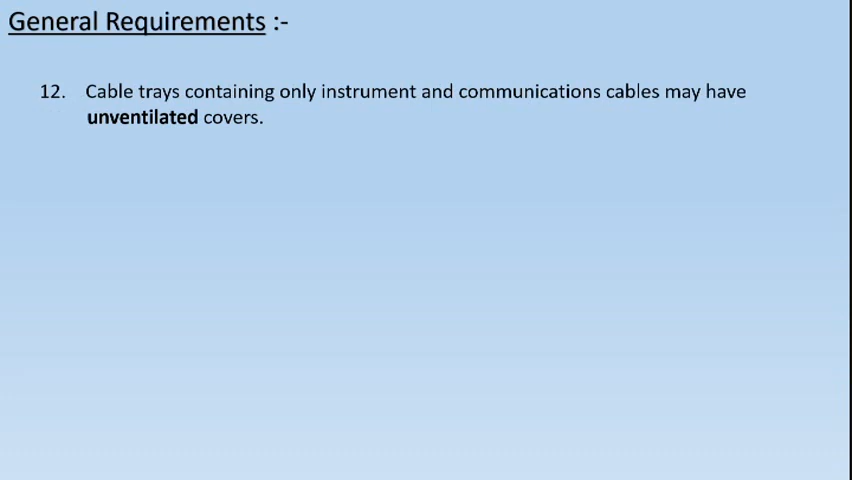 General Requirements :-
12. Cable trays containing only instrument and communications cables may have
unventilated covers.